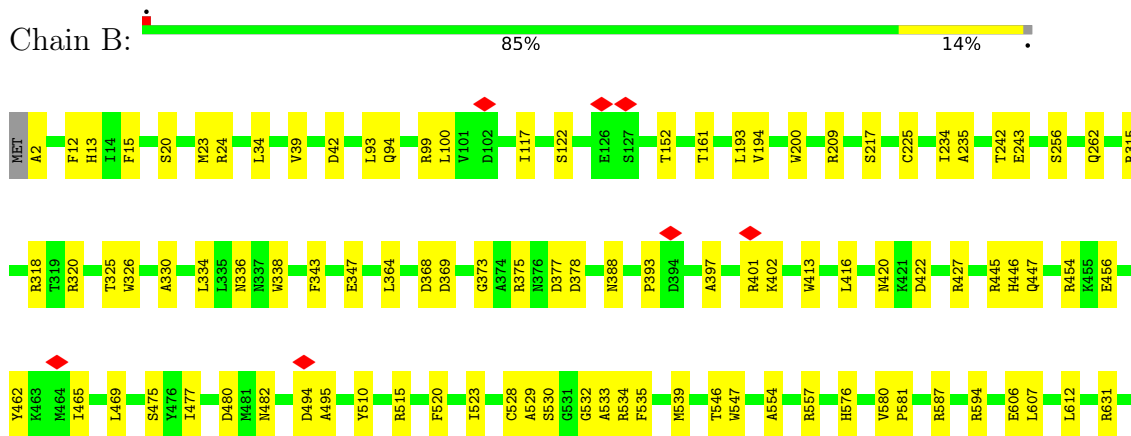 Chain B:
85% 14%
MET A2 F12 H13 I14 F15 S20 M23 R24 L34 V39 D42 L93 Q94 R99 L100 V101 D102 I117 S122 E126 S127 T152 T161 L193 V194 W200 R209 S217 C225 I234 A235 T242 E243 S256 Q262 R315
R318 T319 R320 T325 W326 A330 L334 L335 N336 N337 W338 F343 E347 L364 D368 D369 G373 A374 R375 N376 D377 D378 N388 P393 D394 A397 R401 K402 W413 L416 N420 K421 D422 R427 R445 H446 Q447 R454 K455 E456
Y462 K463 M464 I465 L469 S475 Y476 I477 D480 M481 N482 D494 A495 Y510 R515 F520 I523 C528 A529 S530 G531 G532 A533 R534 F535 M539 T546 W547 A554 R557 H576 V580 P581 R587 R594 E606 L607 L612 R631